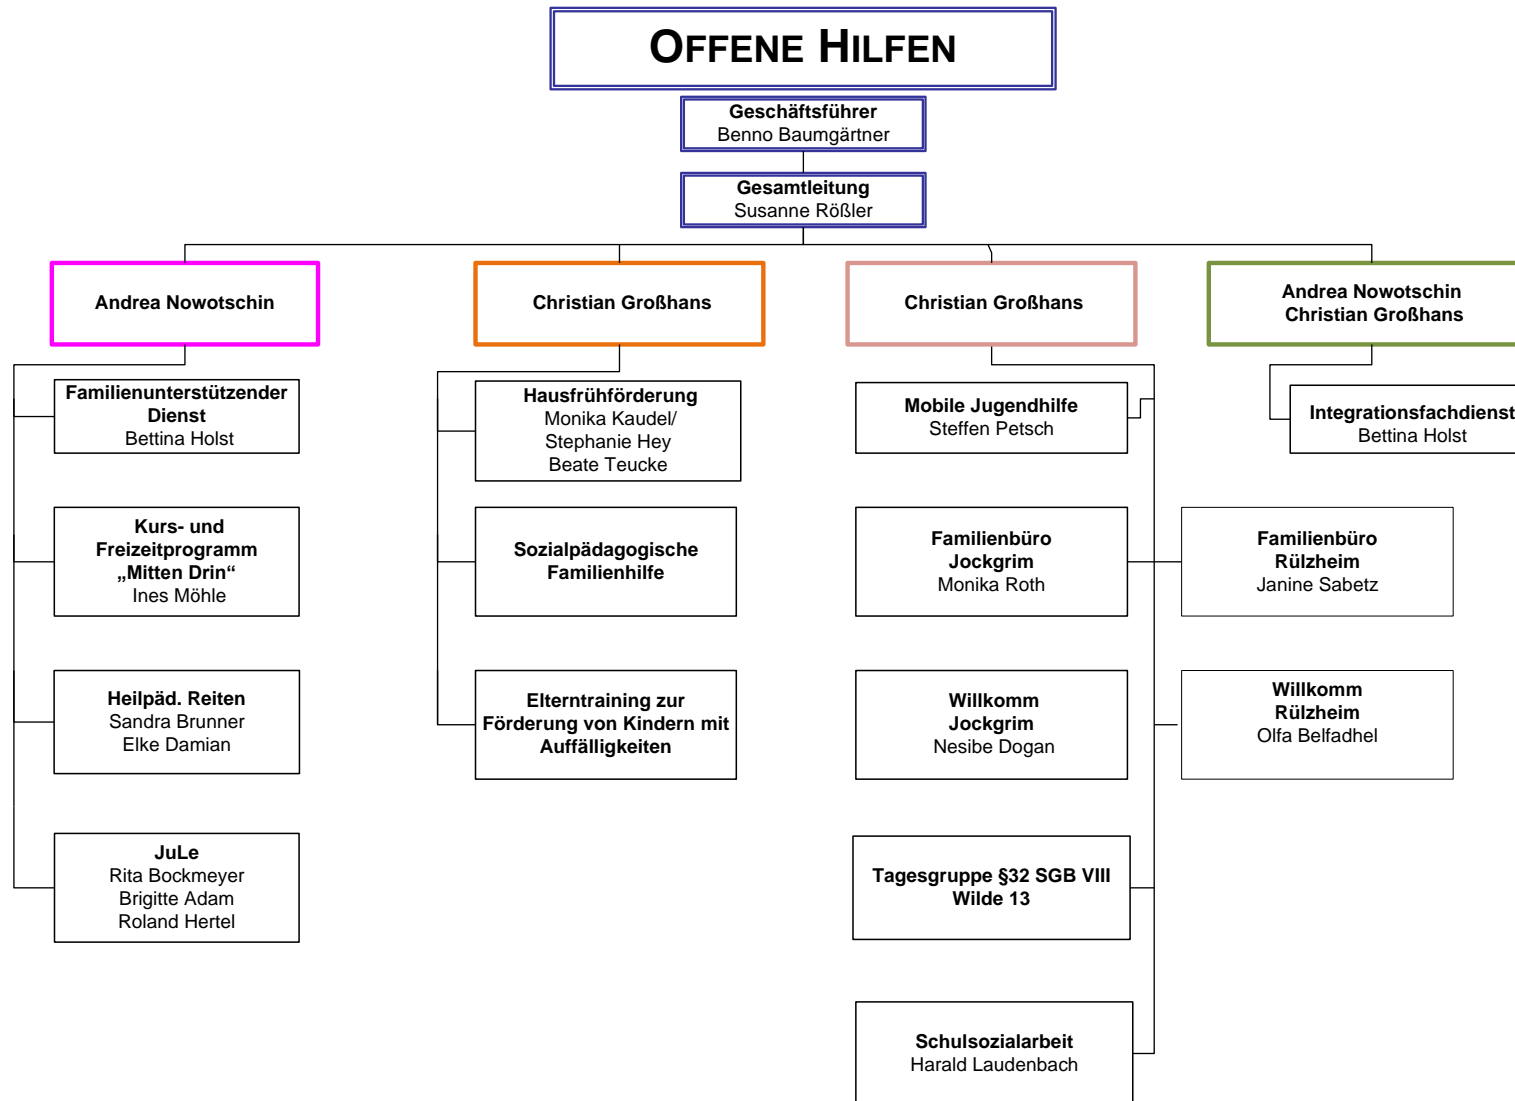 OFFENE HILFEN
Geschäftsführer
Benno Baumgärtner
Gesamtleitung
Susanne Rößler
Andrea Nowotschin
Christian Großhans
Christian Großhans
Andrea Nowotschin
Christian Großhans
Familienunterstützender
Dienst
Bettina Holst
Kurs- und
Freizeitprogramm
„Mitten Drin“
Ines Möhle
Heilpäd. Reiten
Sandra Brunner
Elke Damian
JuLe
Rita Bockmeyer
Brigitte Adam
Roland Hertel
Hausfrühförderung
Monika Kaudel/
Stephanie Hey
Beate Teucke
Sozialpädagogische
Familienhilfe
Elterntraining zur
Förderung von Kindern mit
Auffälligkeiten
Mobile Jugendhilfe
Steffen Petsch
Familienbüro
Jockgrim
Monika Roth
Willkomm
Jockgrim
Nesibe Dogan
Tagesgruppe §32 SGB VIII
Wilde 13
Schulsozialarbeit
Harald Laudenbach
Familienbüro
Rülzheim
Janine Sabetz
Willkomm
Rülzheim
Olfa Belfadhel
Integrationsfachdienst
Bettina Holst